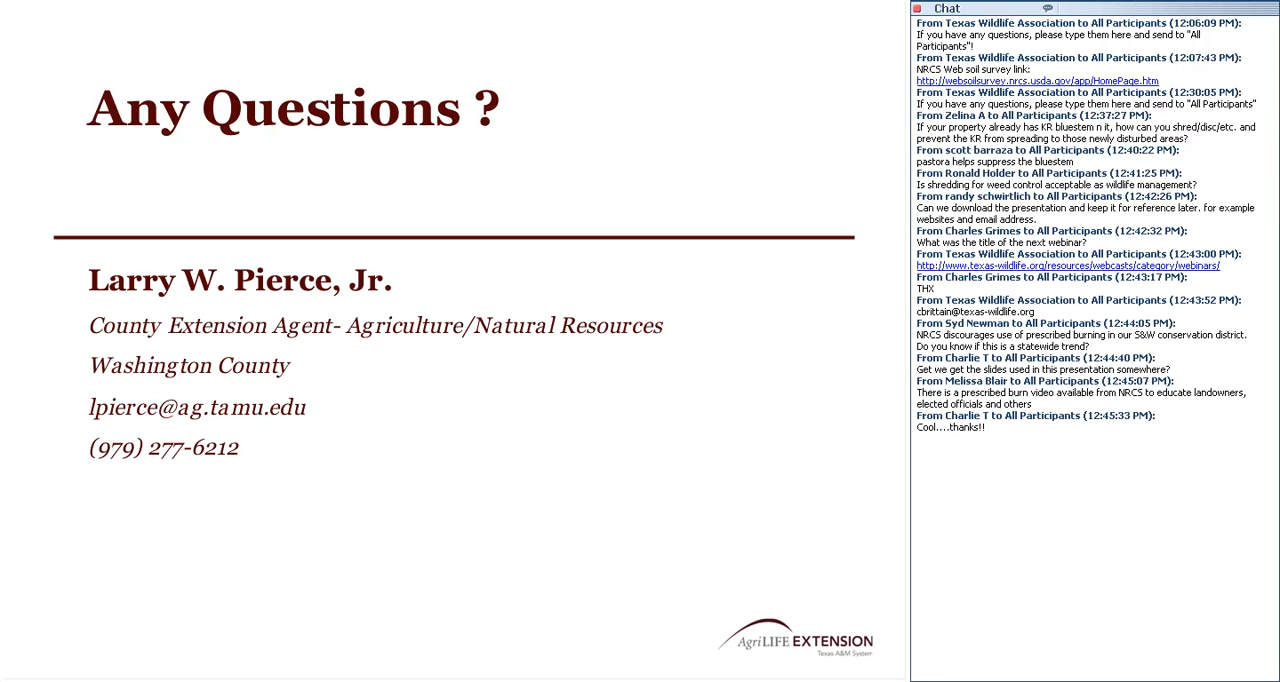 Any Questions ?
Larry W. Pierce, Jr.
County Extension Agent- Agriculture/Natural Resources
Washington County
lpierce@ag.tamu.edu
(979) 277-6212
AgriLIFE EXTENSION
Texas A&M System
Chat
From Texas Wildlife Association to All Participants (12:06:09 PM):
If you have any questions, please type them here and send to "All
Participants"!
From Texas Wildlife Association to All Participants (12:07:43 PM):
NRCS Web soil survey link:
http://websoilsurvey.nrcs.usda.gov/app/HomePage.htm
From Texas Wildlife Association to All Participants (12:30:05 PM):
If you have any questions, please type them here and send to "All Participants"
From Zelina A to All Participants (12:37:27 PM):
If your property already has KR bluestem n it, how can you shred/disc/etc. and
prevent the KR from spreading to those newly disturbed areas?
From scott barraza to All Participants (12:40:22 PM):
pastora helps suppress the bluestem
From Ronald Holder to All Participants (12:41:25 PM):
Is shredding for weed control acceptable as wildlife management?
From randy schwirtlich to All Participants (12:42:26 PM):
Can we download the presentation and keep it for reference later. for example
websites and email address.
From Charles Grimes to All Participants (12:42:32 PM):
What was the title of the next webinar?
From Texas Wildlife Association to All Participants (12:43:00 PM):
http://www.texas-wildlife.org/resources/webcasts/category/webinars/
From Charles Grimes to All Participants (12:43:17 PM):
THX
From Texas Wildlife Association to All Participants (12:43:52 PM):
cbrittain@texas-wildlife.org
From Syd Newman to All Participants (12:44:05 PM):
NRCS discourages use of prescribed burning in our S&W conservation district.
Do you know if this is a statewide trend?
From Charlie T to All Participants (12:44:40 PM):
Get we get the slides used in this presentation somewhere?
From Melissa Blair to All Participants (12:45:07 PM):
There is a prescribed burn video available from NRCS to educate landowners,
elected officials and others
From Charlie T to All Participants (12:45:33 PM):
Cool....thanks!!